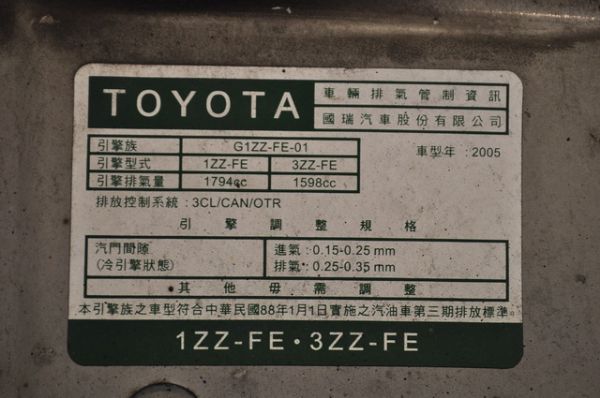 TOYOTA
車輛排氣管制資訊
國瑞汽車股份有限公司
引擎族 G1ZZ-FE-01
車型年：2005
引擎型式 1ZZ-FE 3ZZ-FE
引擎排氣量 1794cc 1598cc
排放控制系統：3CL/CAN/OTR
引擎調整規格
汽門間隙 進氣：0.15-0.25 mm
(冷引擎狀態) 排氣：0.25-0.35 mm
其他毋需調整
本引擎族之車型符合中華民國88年1月1日實施之汽油車第三期排放標準。
1ZZ-FE・3ZZ-FE